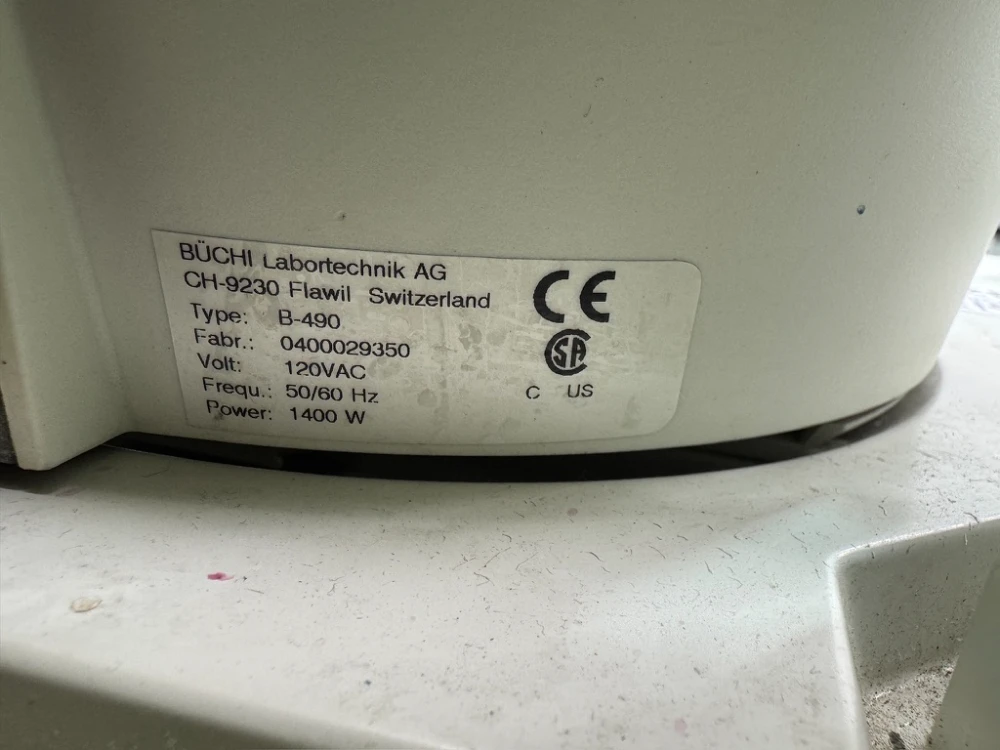 BÜCHI Labortechnik AG
CH-9230 Flawil Switzerland
Type: B-490
Fabr.: 0400029350
Volt: 120VAC
Frequ.: 50/60 Hz
Power: 1400 W
CE
CSA
C US